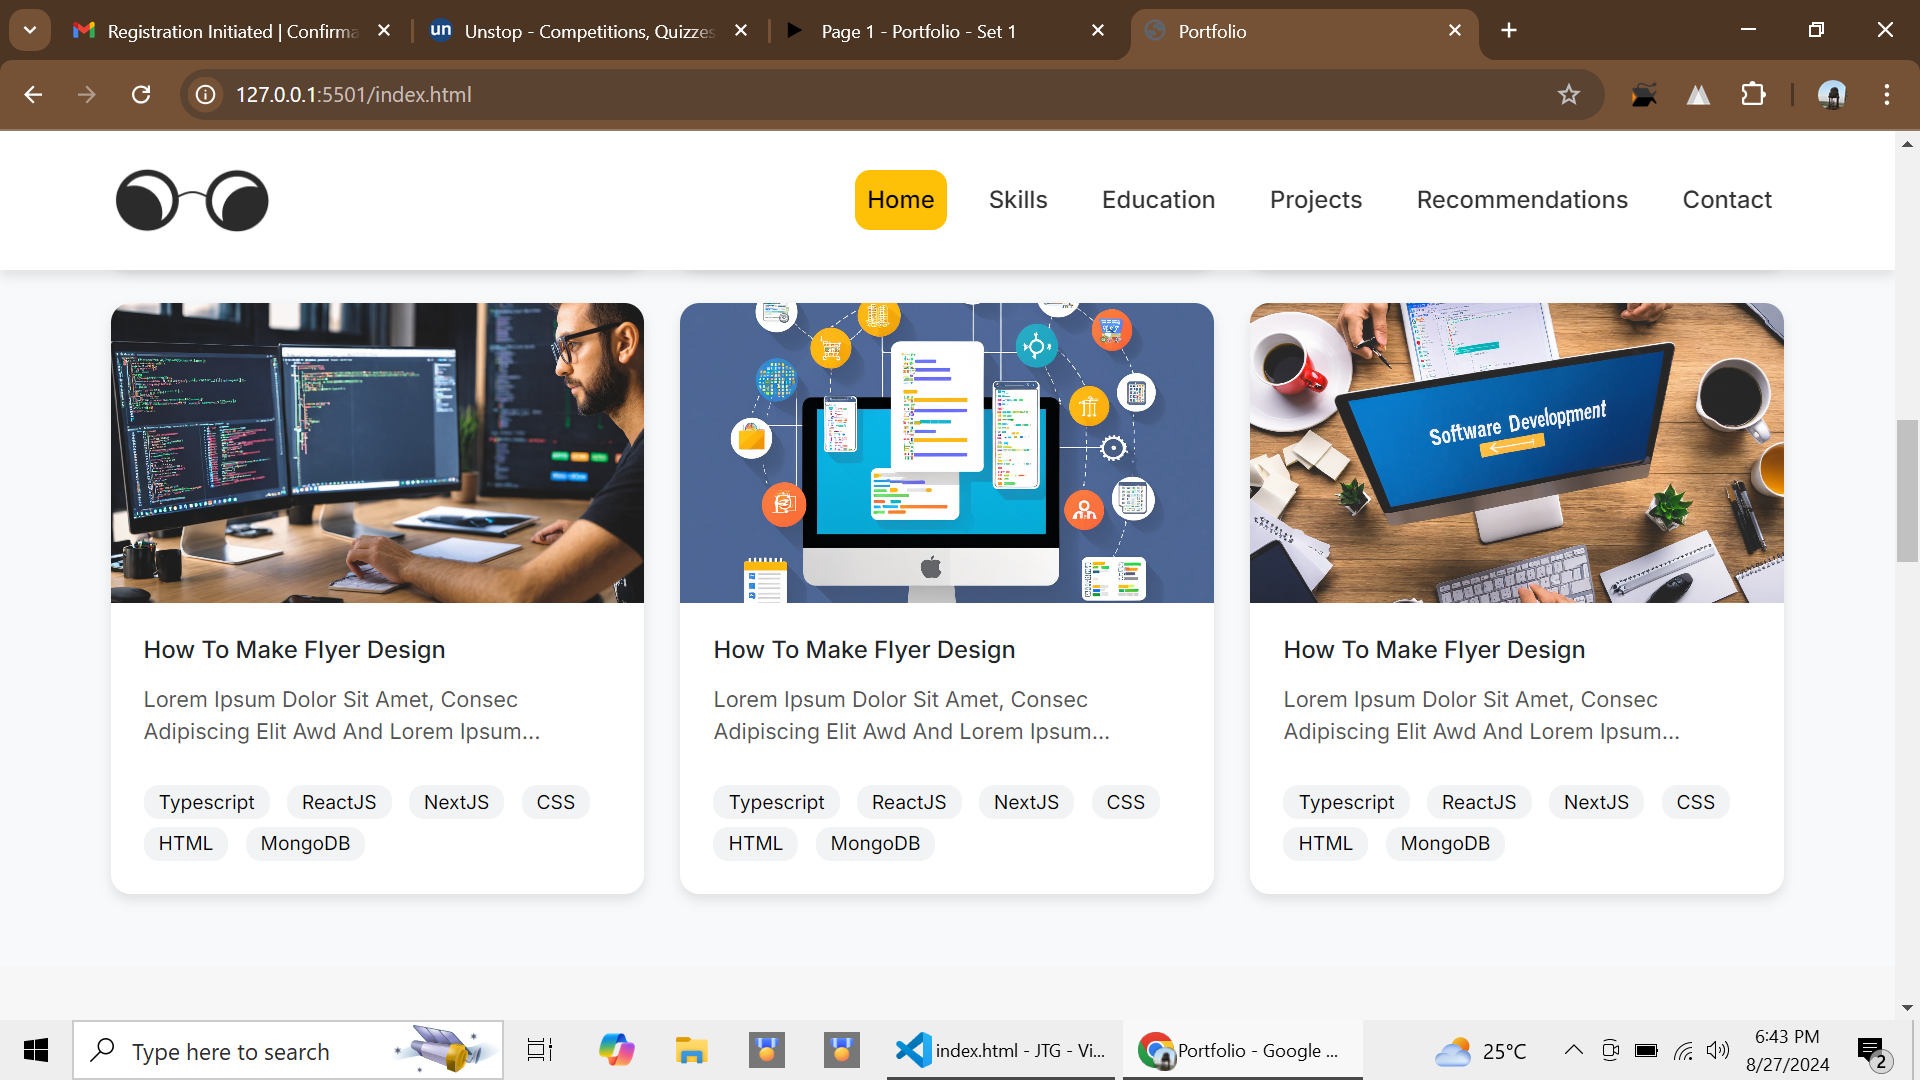 Registration Initiated | Confirma
un
Unstop - Competitions, Quizzes
Page 1 - Portfolio - Set 1
Portfolio
127.0.0.1:5501/index.html
Home
Skills
Education
Projects
Recommendations
Contact
Software Developpment
How To Make Flyer Design
Lorem Ipsum Dolor Sit Amet, Consec
Adipiscing Elit Awd And Lorem Ipsum...
Typescript
ReactJS
NextJS
CSS
HTML
MongoDB
How To Make Flyer Design
Lorem Ipsum Dolor Sit Amet, Consec
Adipiscing Elit Awd And Lorem Ipsum...
Typescript
ReactJS
NextJS
CSS
HTML
MongoDB
How To Make Flyer Design
Lorem Ipsum Dolor Sit Amet, Consec
Adipiscing Elit Awd And Lorem Ipsum...
Typescript
ReactJS
NextJS
CSS
HTML
MongoDB
Type here to search
index.html - JTG - Vi...
Portfolio - Google ...
25°C
6:43 PM
8/27/2024
2